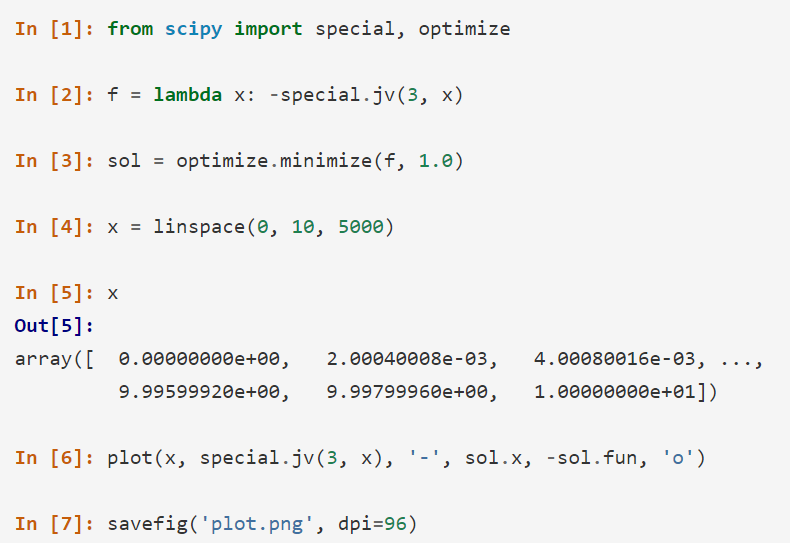 In [1]: from scipy import special, optimize
In [2]: f = lambda x: -special.jv(3, x)
In [3]: sol = optimize.minimize(f, 1.0)
In [4]: x = linspace(0, 10, 5000)
In [5]: x
Out[5]:
array([  0.00000000e+00,   2.00040008e-03,   4.00080016e-03, ...,
         9.99599920e+00,   9.99799960e+00,   1.00000000e+01])
In [6]: plot(x, special.jv(3, x), '-', sol.x, -sol.fun, 'o')
In [7]: savefig('plot.png', dpi=96)